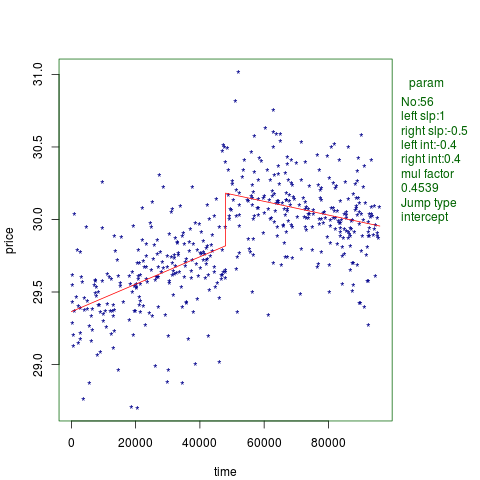 31.0
30.5
30.0
29.5
29.0
price
0 20000 40000 60000 80000
time
param
No:56
left slp:1
right slp:-0.5
left int:-0.4
right int:0.4
mul factor
0.4539
Jump type
intercept